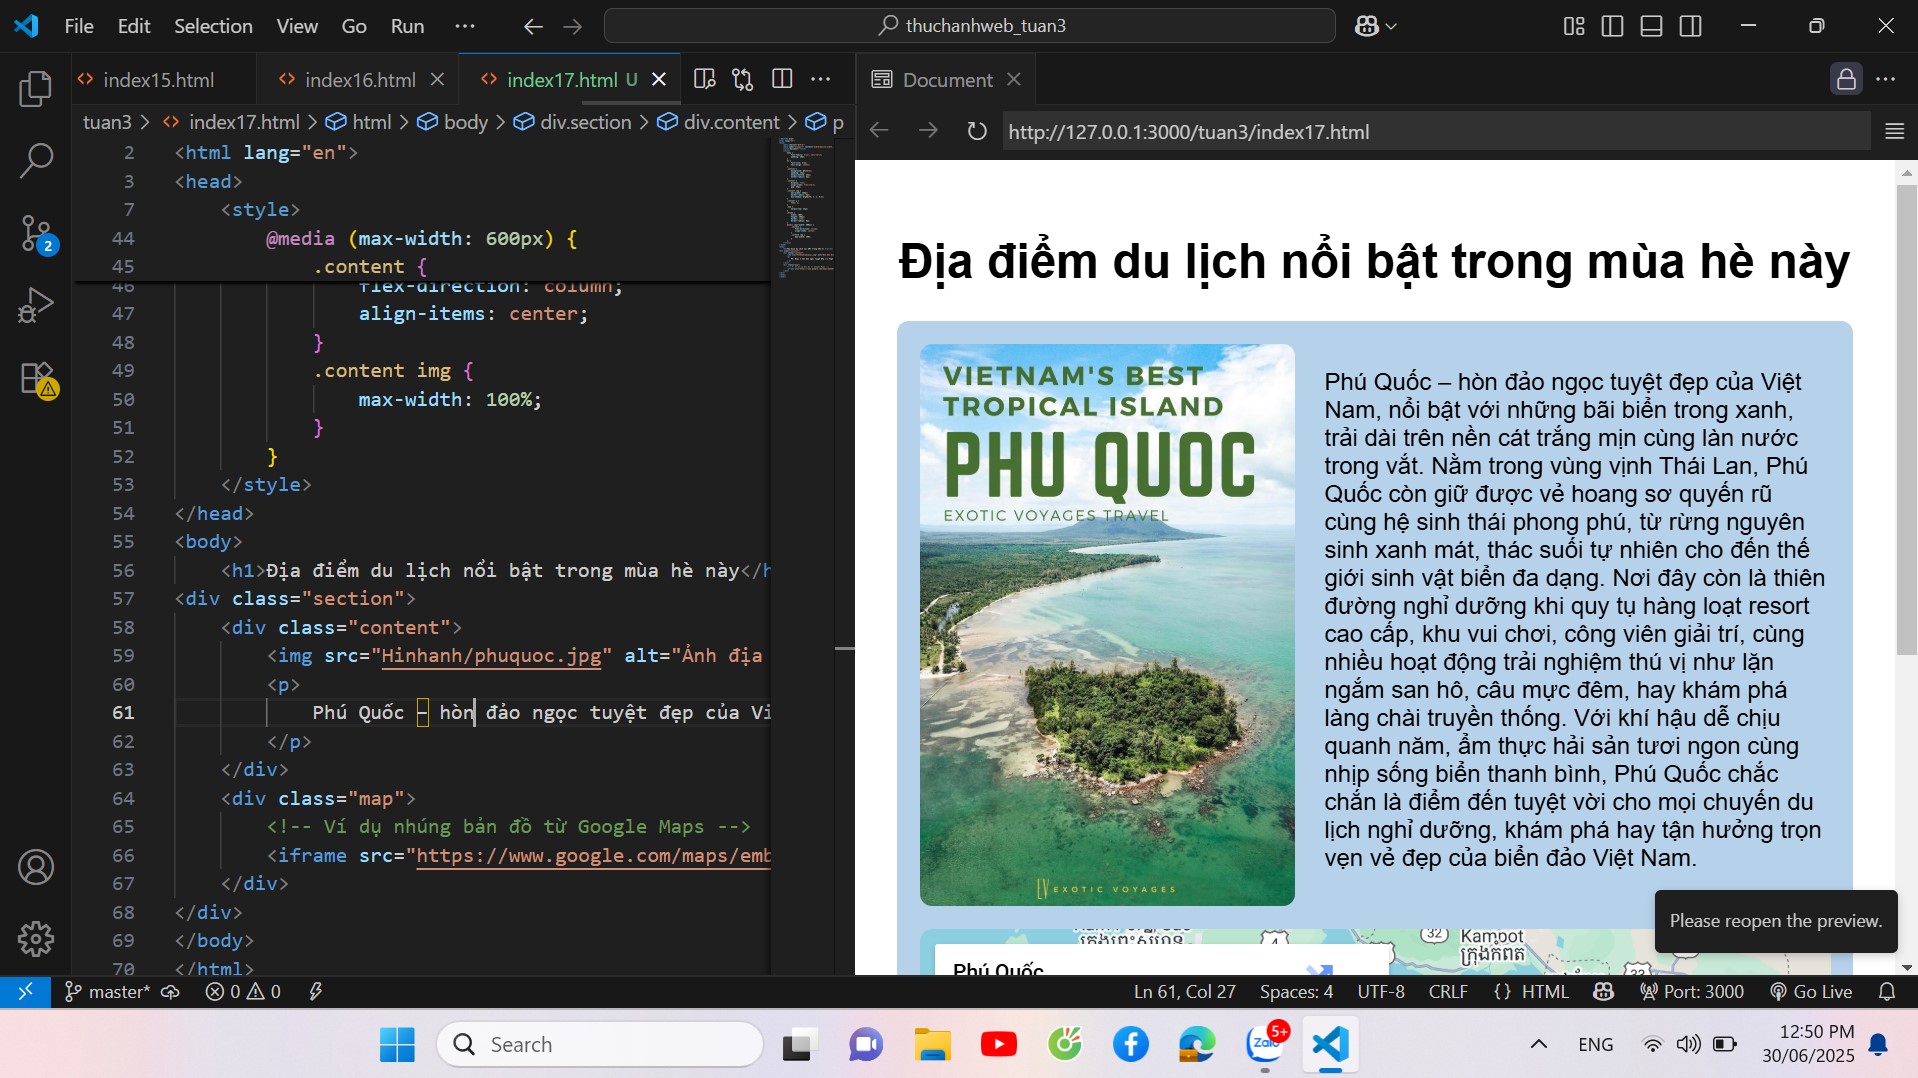 File Edit Selection View Go Run ··· thuchanhweb_tuan3
index15.html index16.html index17.html U
tuan3 > index17.html > html > body > div.section > div.content > p
2 <html lang="en">
3 <head>
7 <style>
44 @media (max-width: 600px) {
45 .content {
46 flex-direction: column;
47 align-items: center;
48 }
49 .content img {
50 max-width: 100%;
51 }
52 }
53 </style>
54 </head>
55 <body>
56 <h1>Địa điểm du lịch nổi bật trong mùa hè này</h
57 <div class="section">
58 <div class="content">
59 <img src="Hinhanh/phuquoc.jpg" alt="Ảnh địa
60 <p>
61 Phú Quốc – hòn đảo ngọc tuyệt đẹp của Vi
62 </p>
63 </div>
64 <div class="map">
65 <!-- Ví dụ nhúng bản đồ từ Google Maps -->
66 <iframe src="https://www.google.com/maps/emb
67 </div>
68 </div>
69 </body>
70 </html>
Document
http://127.0.0.1:3000/tuan3/index17.html
Địa điểm du lịch nổi bật trong mùa hè này
VIETNAM'S BEST
TROPICAL ISLAND
PHU QUOC
EXOTIC VOYAGES TRAVEL
EV EXOTIC VOYAGES
Phú Quốc – hòn đảo ngọc tuyệt đẹp của Việt
Nam, nổi bật với những bãi biển trong xanh,
trải dài trên nền cát trắng mịn cùng làn nước
trong vắt. Nằm trong vùng vịnh Thái Lan, Phú
Quốc còn giữ được vẻ hoang sơ quyến rũ
cùng hệ sinh thái phong phú, từ rừng nguyên
sinh xanh mát, thác suối tự nhiên cho đến thế
giới sinh vật biển đa dạng. Nơi đây còn là thiên
đường nghỉ dưỡng khi quy tụ hàng loạt resort
cao cấp, khu vui chơi, công viên giải trí, cùng
nhiều hoạt động trải nghiệm thú vị như lặn
ngắm san hô, câu mực đêm, hay khám phá
làng chài truyền thống. Với khí hậu dễ chịu
quanh năm, ẩm thực hải sản tươi ngon cùng
nhịp sống biển thanh bình, Phú Quốc chắc
chắn là điểm đến tuyệt vời cho mọi chuyến du
lịch nghỉ dưỡng, khám phá hay tận hưởng trọn
vẹn vẻ đẹp của biển đảo Việt Nam.
Please reopen the preview.
4 32 Kampot
ក្រុងកំពត
33
Phú Quốc
2
master* 0 0 Ln 61, Col 27 Spaces: 4 UTF-8 CRLF {} HTML Port: 3000 Go Live
Search Zalo 5+ ENG 12:50 PM
30/06/2025